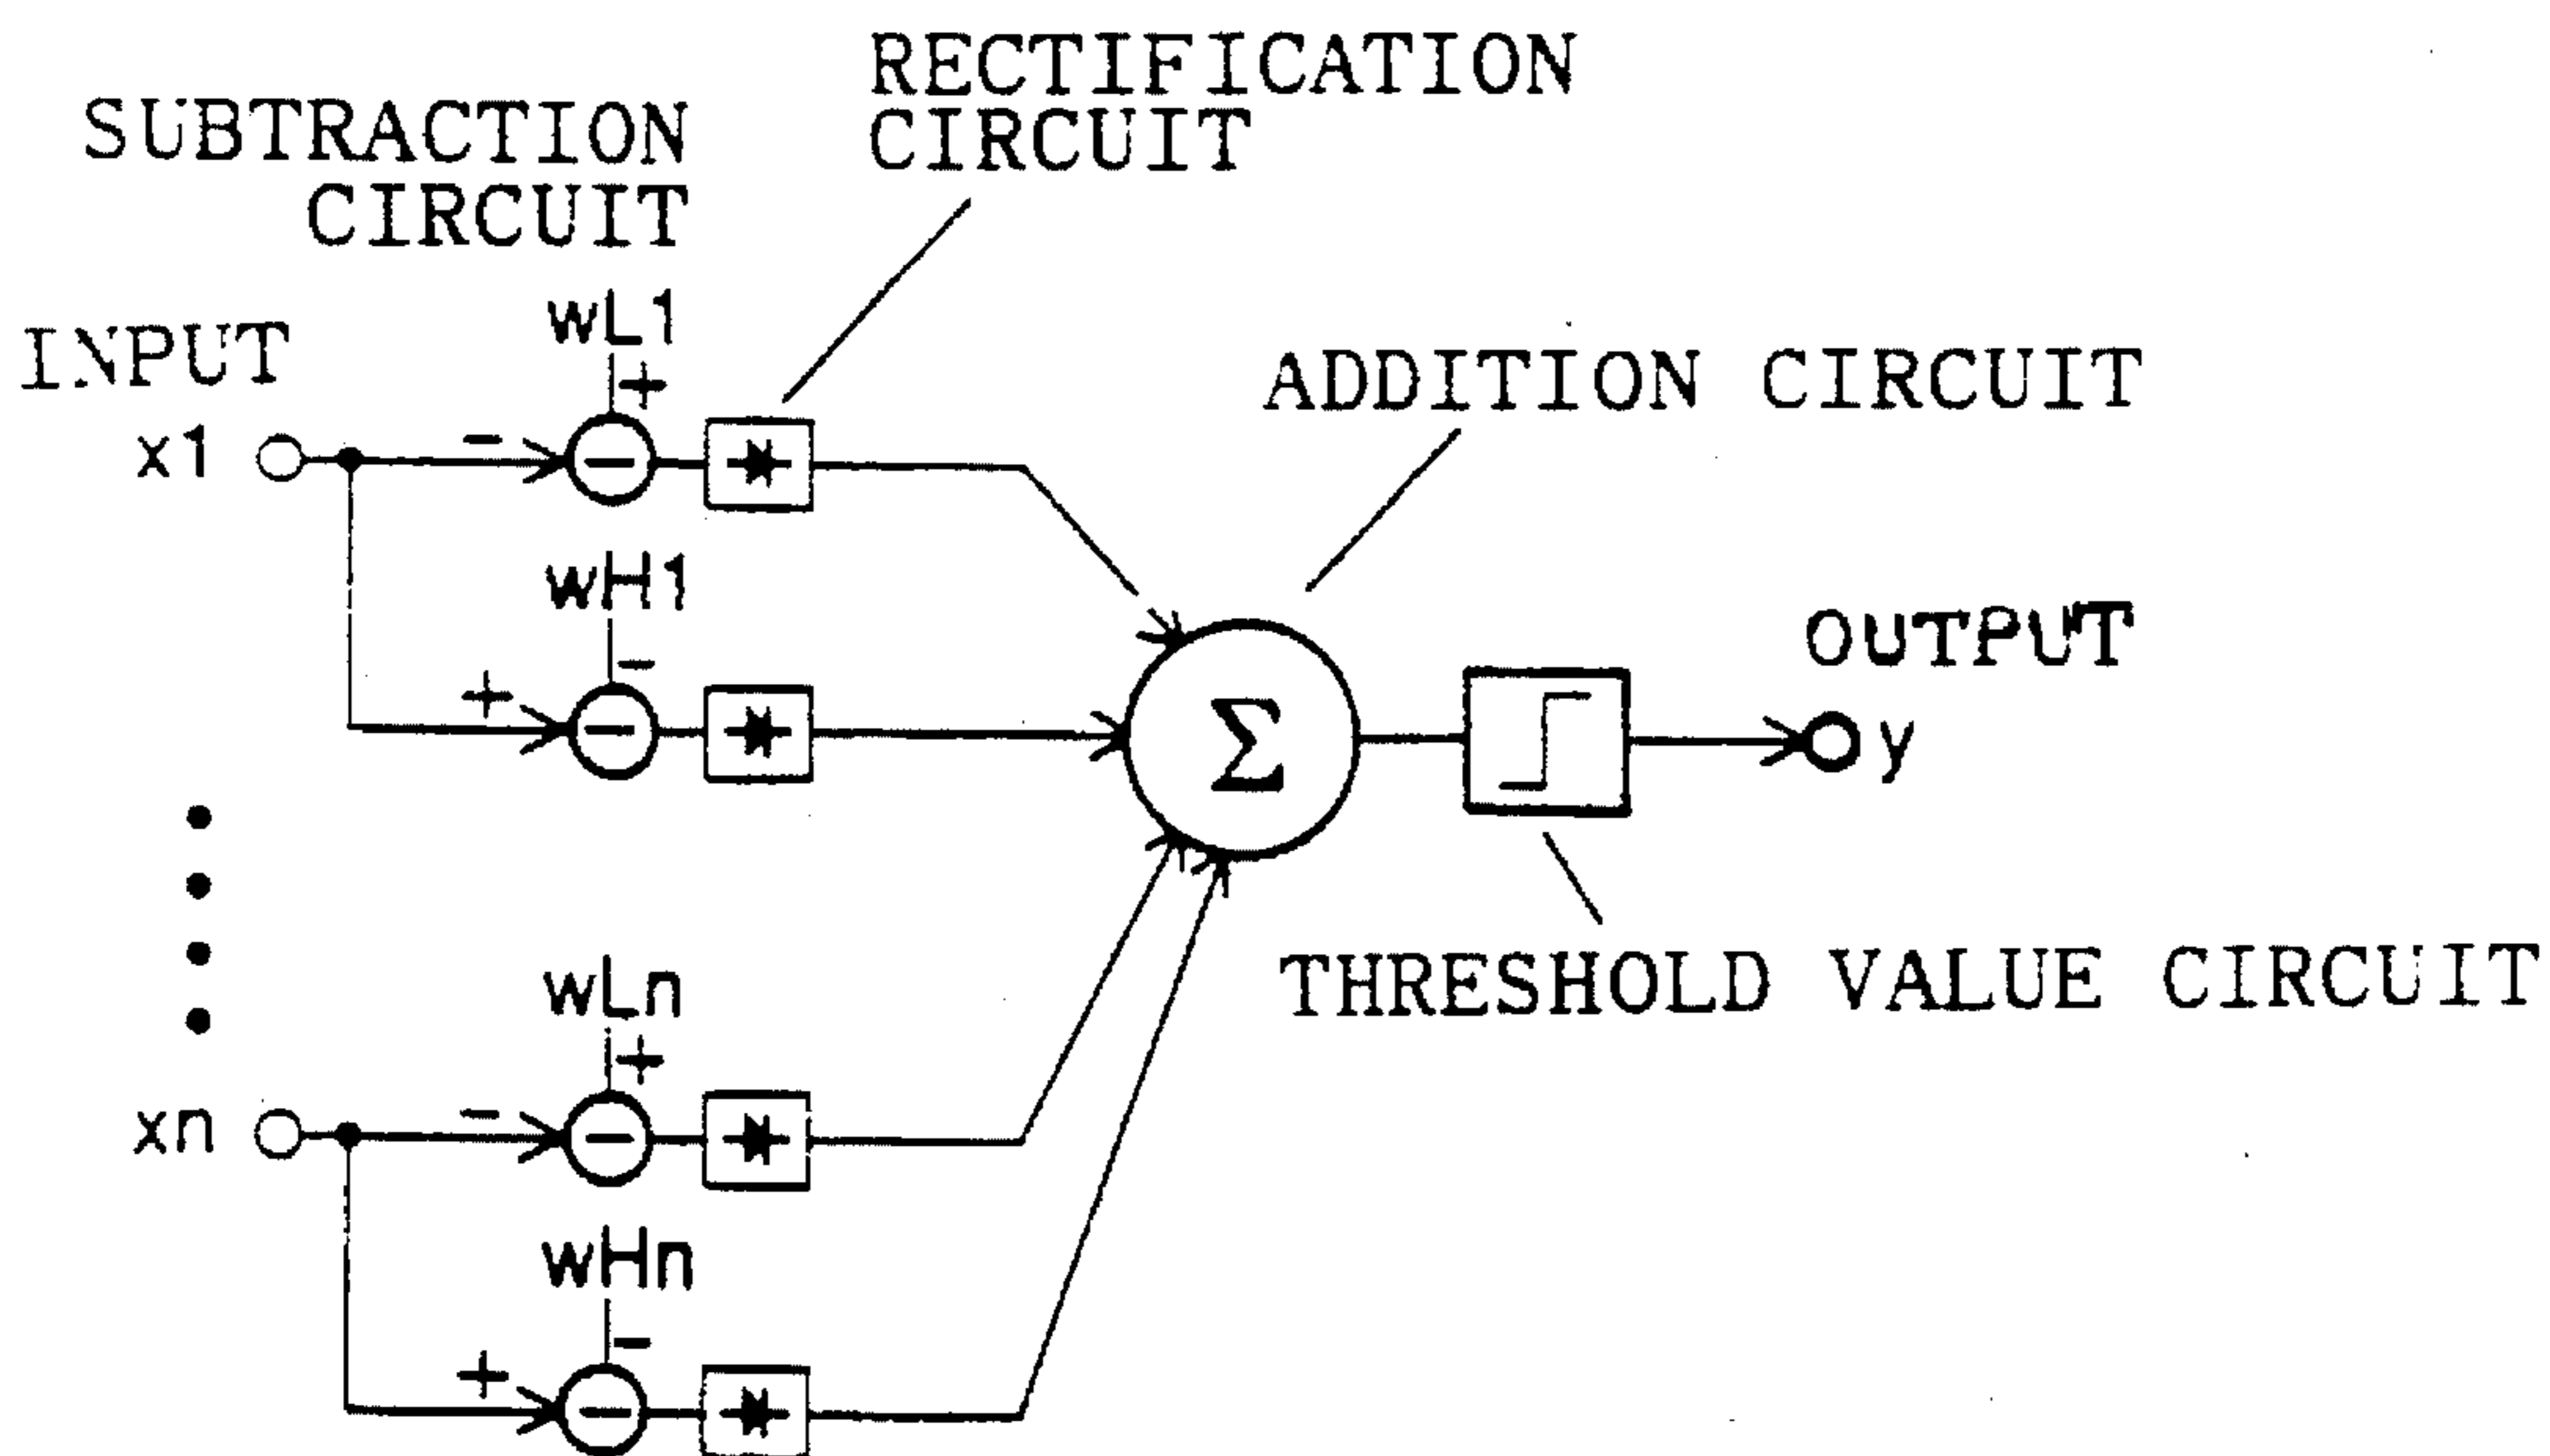 RECTIFICATION
CIRCUIT
SUBTRACTION
CIRCUIT
INPUT
wL1
+
x1
-
-
ADDITION CIRCUIT
wH1
-
+
-
Σ
OUTPUT
y
THRESHOLD VALUE CIRCUIT
wLn
+
xn
-
-
wHn
-
+
-